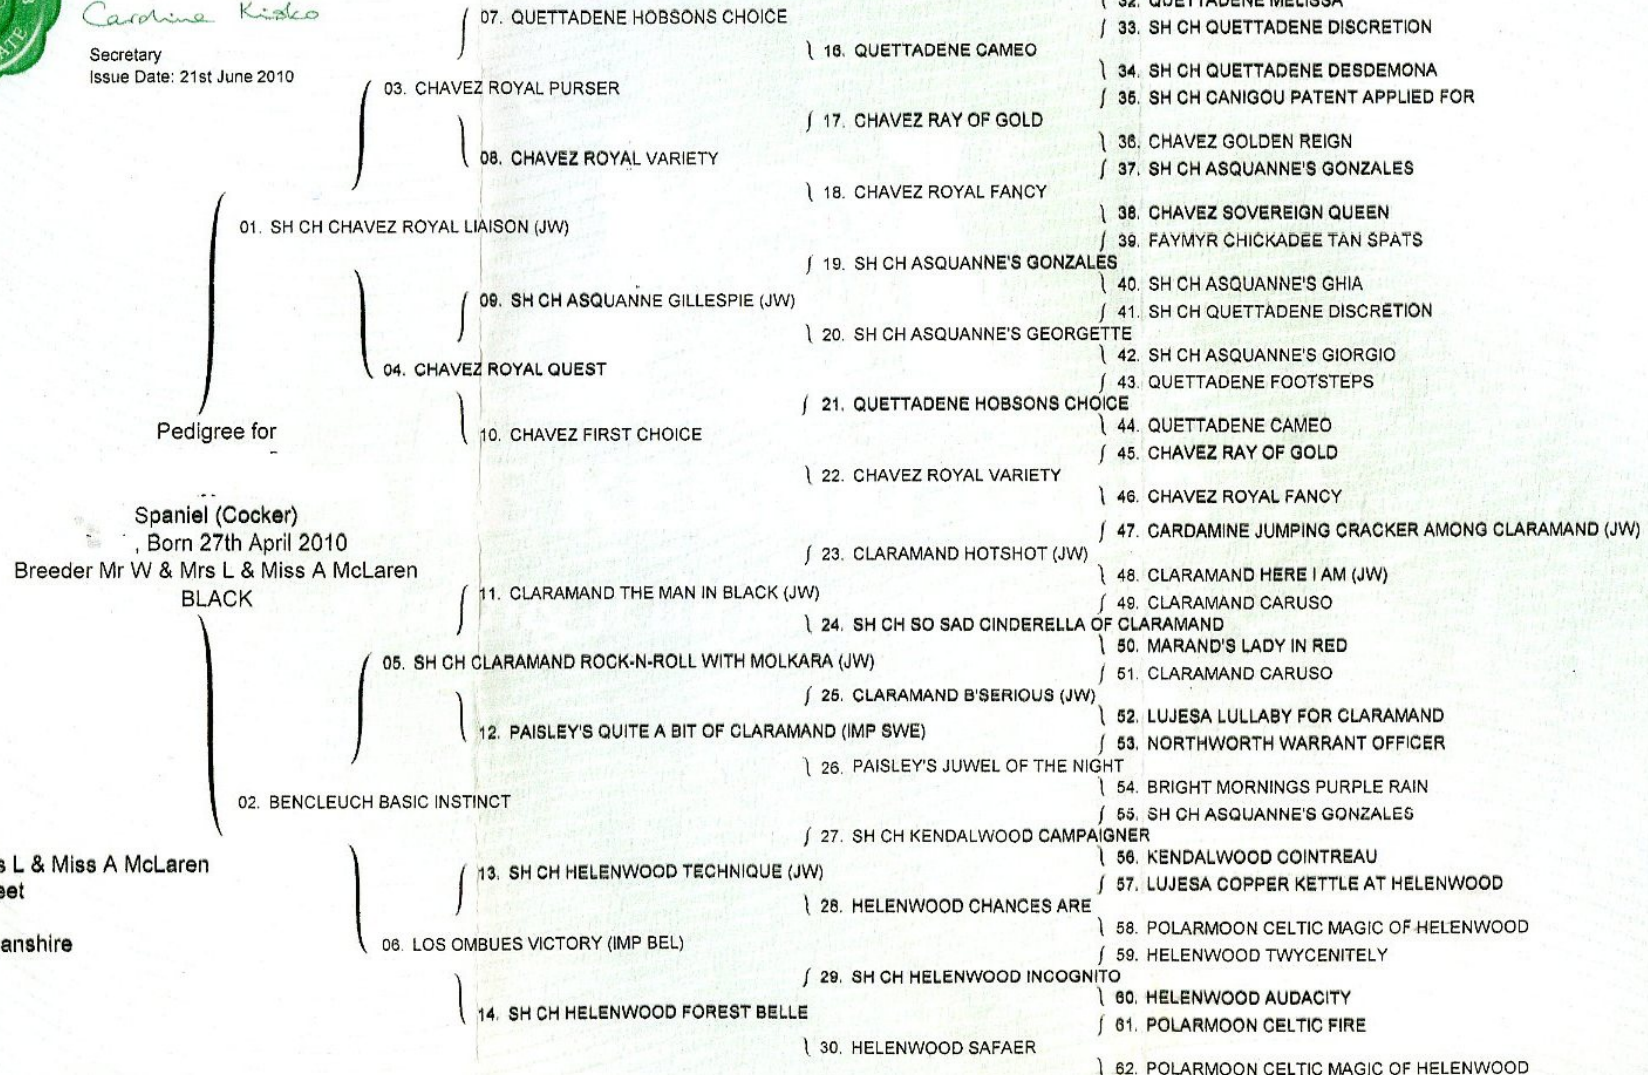 ATE
Caroline Kisko
Secretary
Issue Date: 21st June 2010
Pedigree for
Spaniel (Cocker)
, Born 27th April 2010
Breeder Mr W & Mrs L & Miss A McLaren
BLACK
s L & Miss A McLaren
eet
anshire
01. SH CH CHAVEZ ROYAL LIAISON (JW)
02. BENCLEUCH BASIC INSTINCT
03. CHAVEZ ROYAL PURSER
04. CHAVEZ ROYAL QUEST
05. SH CH CLARAMAND ROCK-N-ROLL WITH MOLKARA (JW)
06. LOS OMBUES VICTORY (IMP BEL)
07. QUETTADENE HOBSONS CHOICE
08. CHAVEZ ROYAL VARIETY
09. SH CH ASQUANNE GILLESPIE (JW)
10. CHAVEZ FIRST CHOICE
11. CLARAMAND THE MAN IN BLACK (JW)
12. PAISLEY'S QUITE A BIT OF CLARAMAND (IMP SWE)
13. SH CH HELENWOOD TECHNIQUE (JW)
14. SH CH HELENWOOD FOREST BELLE
16. QUETTADENE CAMEO
17. CHAVEZ RAY OF GOLD
18. CHAVEZ ROYAL FANCY
19. SH CH ASQUANNE'S GONZALES
20. SH CH ASQUANNE'S GEORGETTE
21. QUETTADENE HOBSONS CHOICE
22. CHAVEZ ROYAL VARIETY
23. CLARAMAND HOTSHOT (JW)
24. SH CH SO SAD CINDERELLA OF CLARAMAND
25. CLARAMAND B'SERIOUS (JW)
26. PAISLEY'S JUWEL OF THE NIGHT
27. SH CH KENDALWOOD CAMPAIGNER
28. HELENWOOD CHANCES ARE
29. SH CH HELENWOOD INCOGNITO
30. HELENWOOD SAFAER
32. QUETTADENE MELISSA
33. SH CH QUETTADENE DISCRETION
34. SH CH QUETTADENE DESDEMONA
35. SH CH CANIGOU PATENT APPLIED FOR
36. CHAVEZ GOLDEN REIGN
37. SH CH ASQUANNE'S GONZALES
38. CHAVEZ SOVEREIGN QUEEN
39. FAYMYR CHICKADEE TAN SPATS
40. SH CH ASQUANNE'S GHIA
41. SH CH QUETTADENE DISCRETION
42. SH CH ASQUANNE'S GIORGIO
43. QUETTADENE FOOTSTEPS
44. QUETTADENE CAMEO
45. CHAVEZ RAY OF GOLD
46. CHAVEZ ROYAL FANCY
47. CARDAMINE JUMPING CRACKER AMONG CLARAMAND (JW)
48. CLARAMAND HERE I AM (JW)
49. CLARAMAND CARUSO
50. MARAND'S LADY IN RED
51. CLARAMAND CARUSO
52. LUJESA LULLABY FOR CLARAMAND
53. NORTHWORTH WARRANT OFFICER
54. BRIGHT MORNINGS PURPLE RAIN
55. SH CH ASQUANNE'S GONZALES
56. KENDALWOOD COINTREAU
57. LUJESA COPPER KETTLE AT HELENWOOD
58. POLARMOON CELTIC MAGIC OF HELENWOOD
59. HELENWOOD TWYCENITELY
60. HELENWOOD AUDACITY
61. POLARMOON CELTIC FIRE
62. POLARMOON CELTIC MAGIC OF HELENWOOD